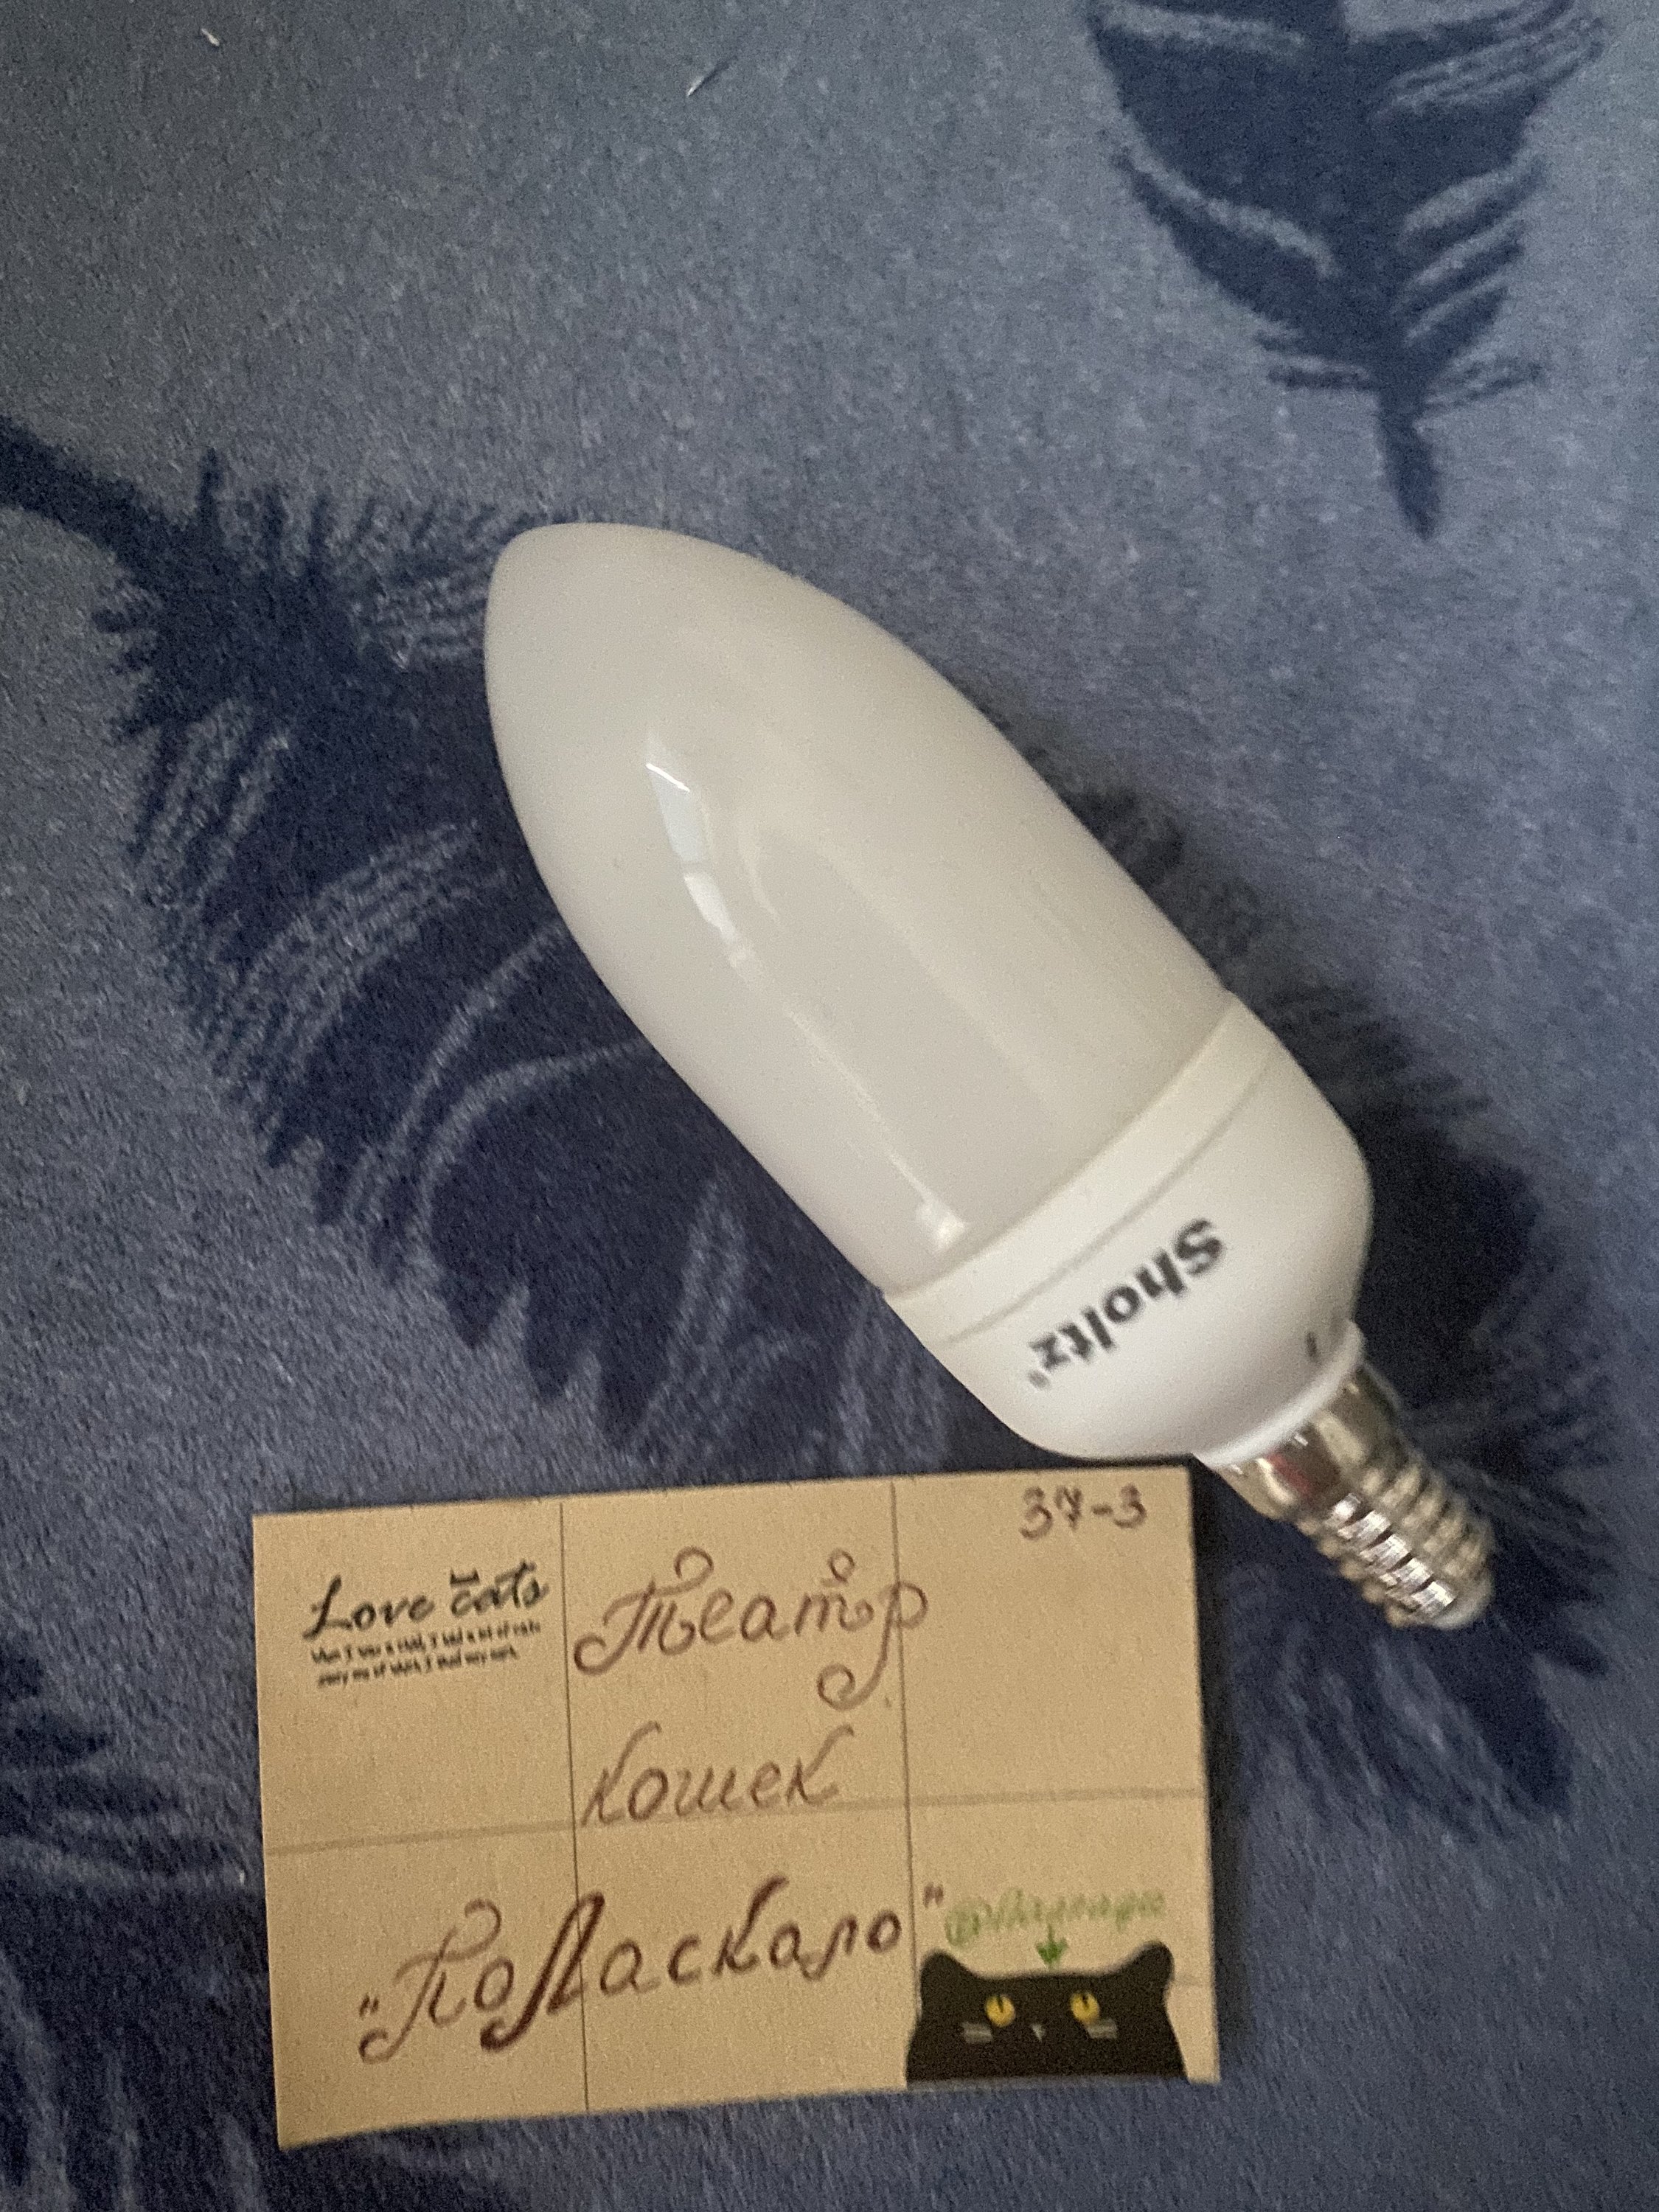 Sholtz®
37-3
Love cats
Театр
кошек
"ПоЛаскало"